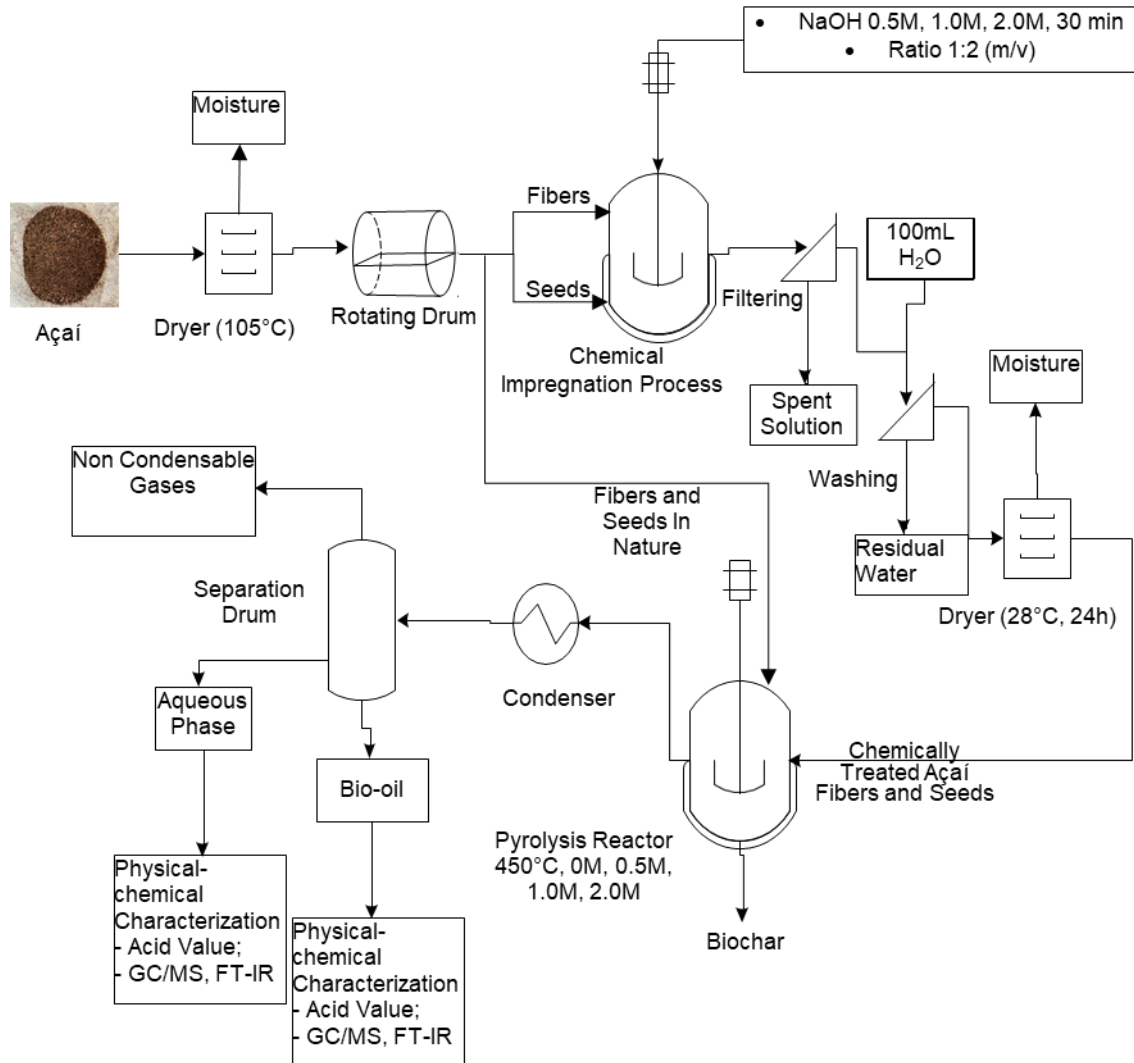 • NaOH 0.5M, 1.0M, 2.0M, 30 min
• Ratio 1:2 (m/v)
Moisture
Fibers
Seeds
Açaí
Dryer (105°C)
Rotating Drum
Chemical
Impregnation Process
Filtering
100mL
H₂O
Spent
Solution
Moisture
Washing
Residual
Water
Dryer (28°C, 24h)
Non Condensable
Gases
Fibers and
Seeds In
Nature
Separation
Drum
Condenser
Aqueous
Phase
Bio-oil
Chemically
Treated Açaí
Fibers and Seeds
Pyrolysis Reactor
450°C, 0M, 0.5M,
1.0M, 2.0M
Biochar
Physical-
chemical
Characterization
- Acid Value;
- GC/MS, FT-IR
Physical-
chemical
Characterization
- Acid Value;
- GC/MS, FT-IR